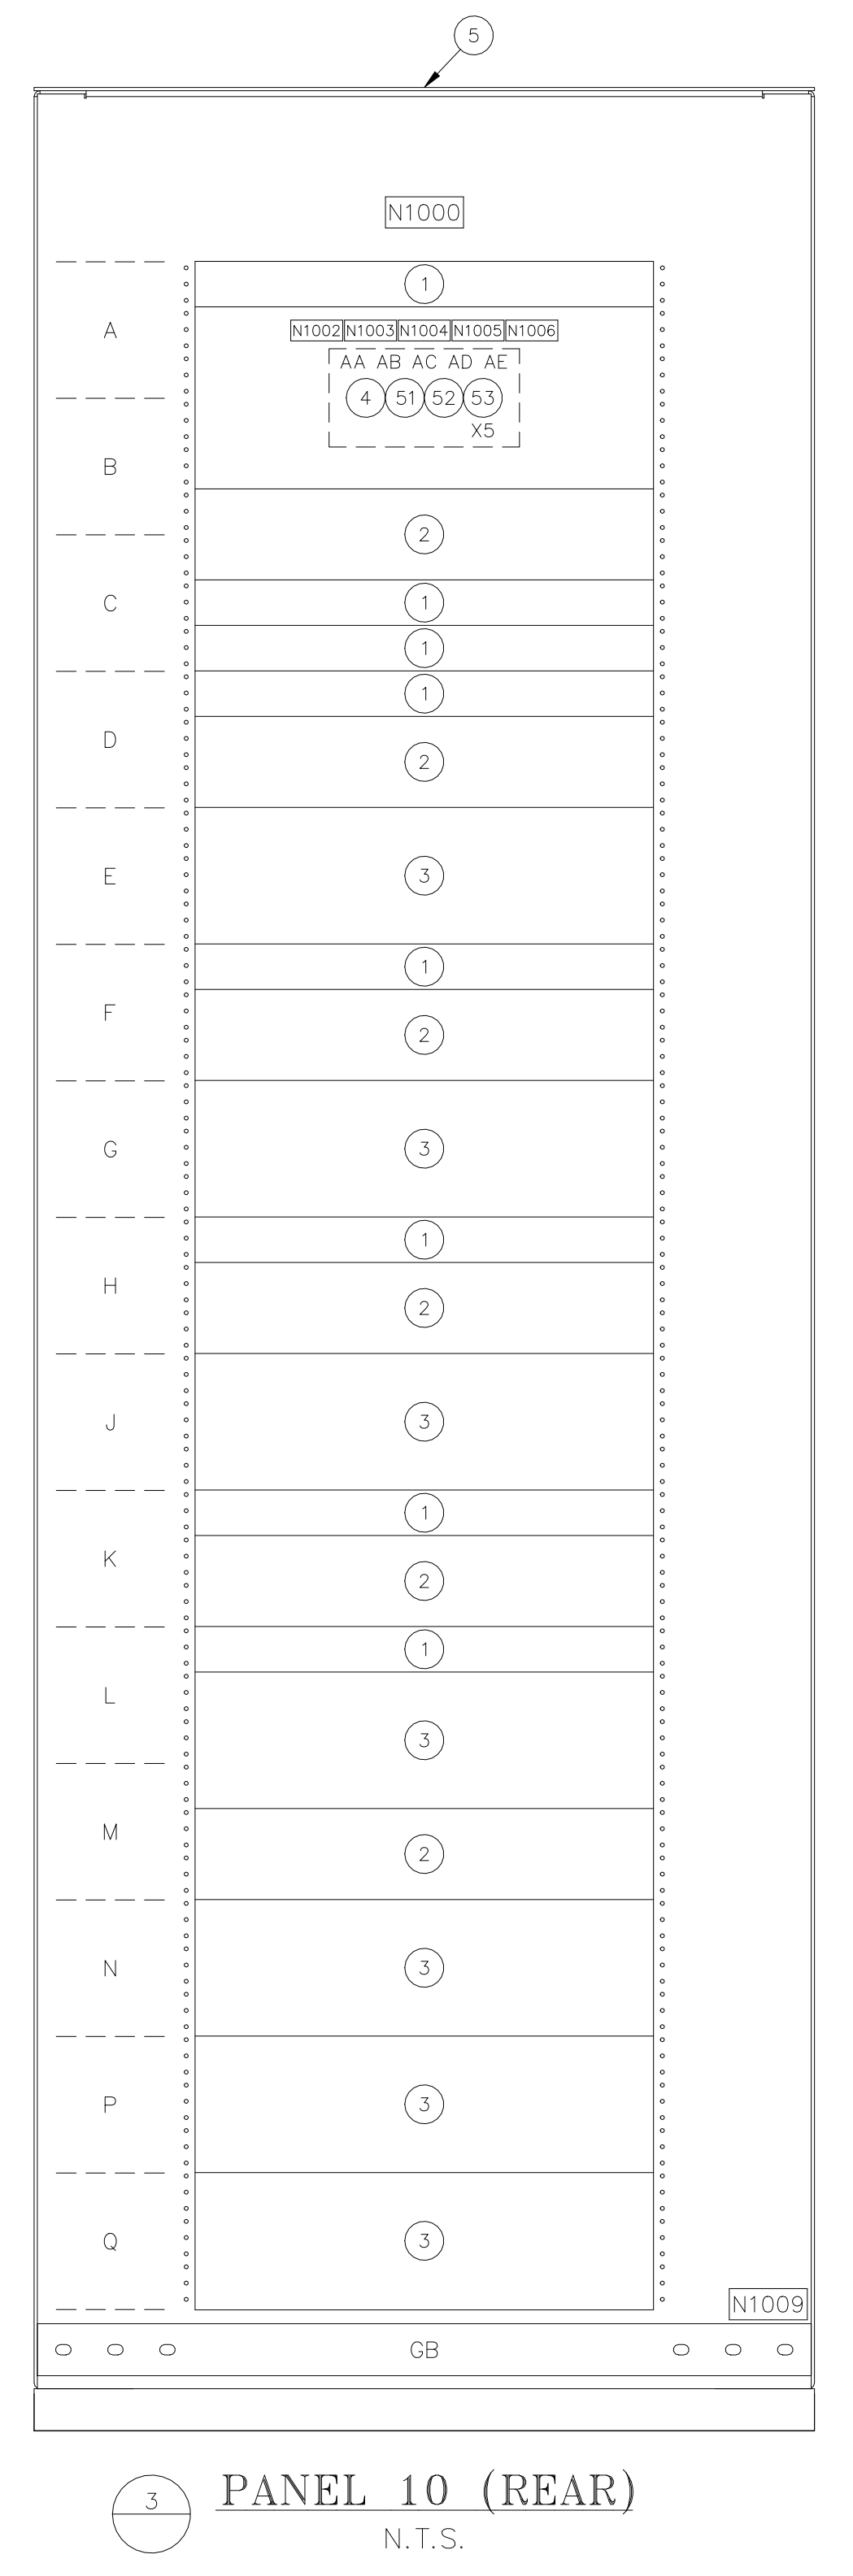 5
N1000
1
A
N1002 N1003 N1004 N1005 N1006
AA AB AC AD AE
4 51 52 53
X5
B
2
C
1
1
1
D
2
E
3
1
F
2
G
3
1
H
2
J
3
1
K
2
1
L
3
M
2
N
3
P
3
Q
3
N1009
GB
3
PANEL 10 (REAR)
N.T.S.